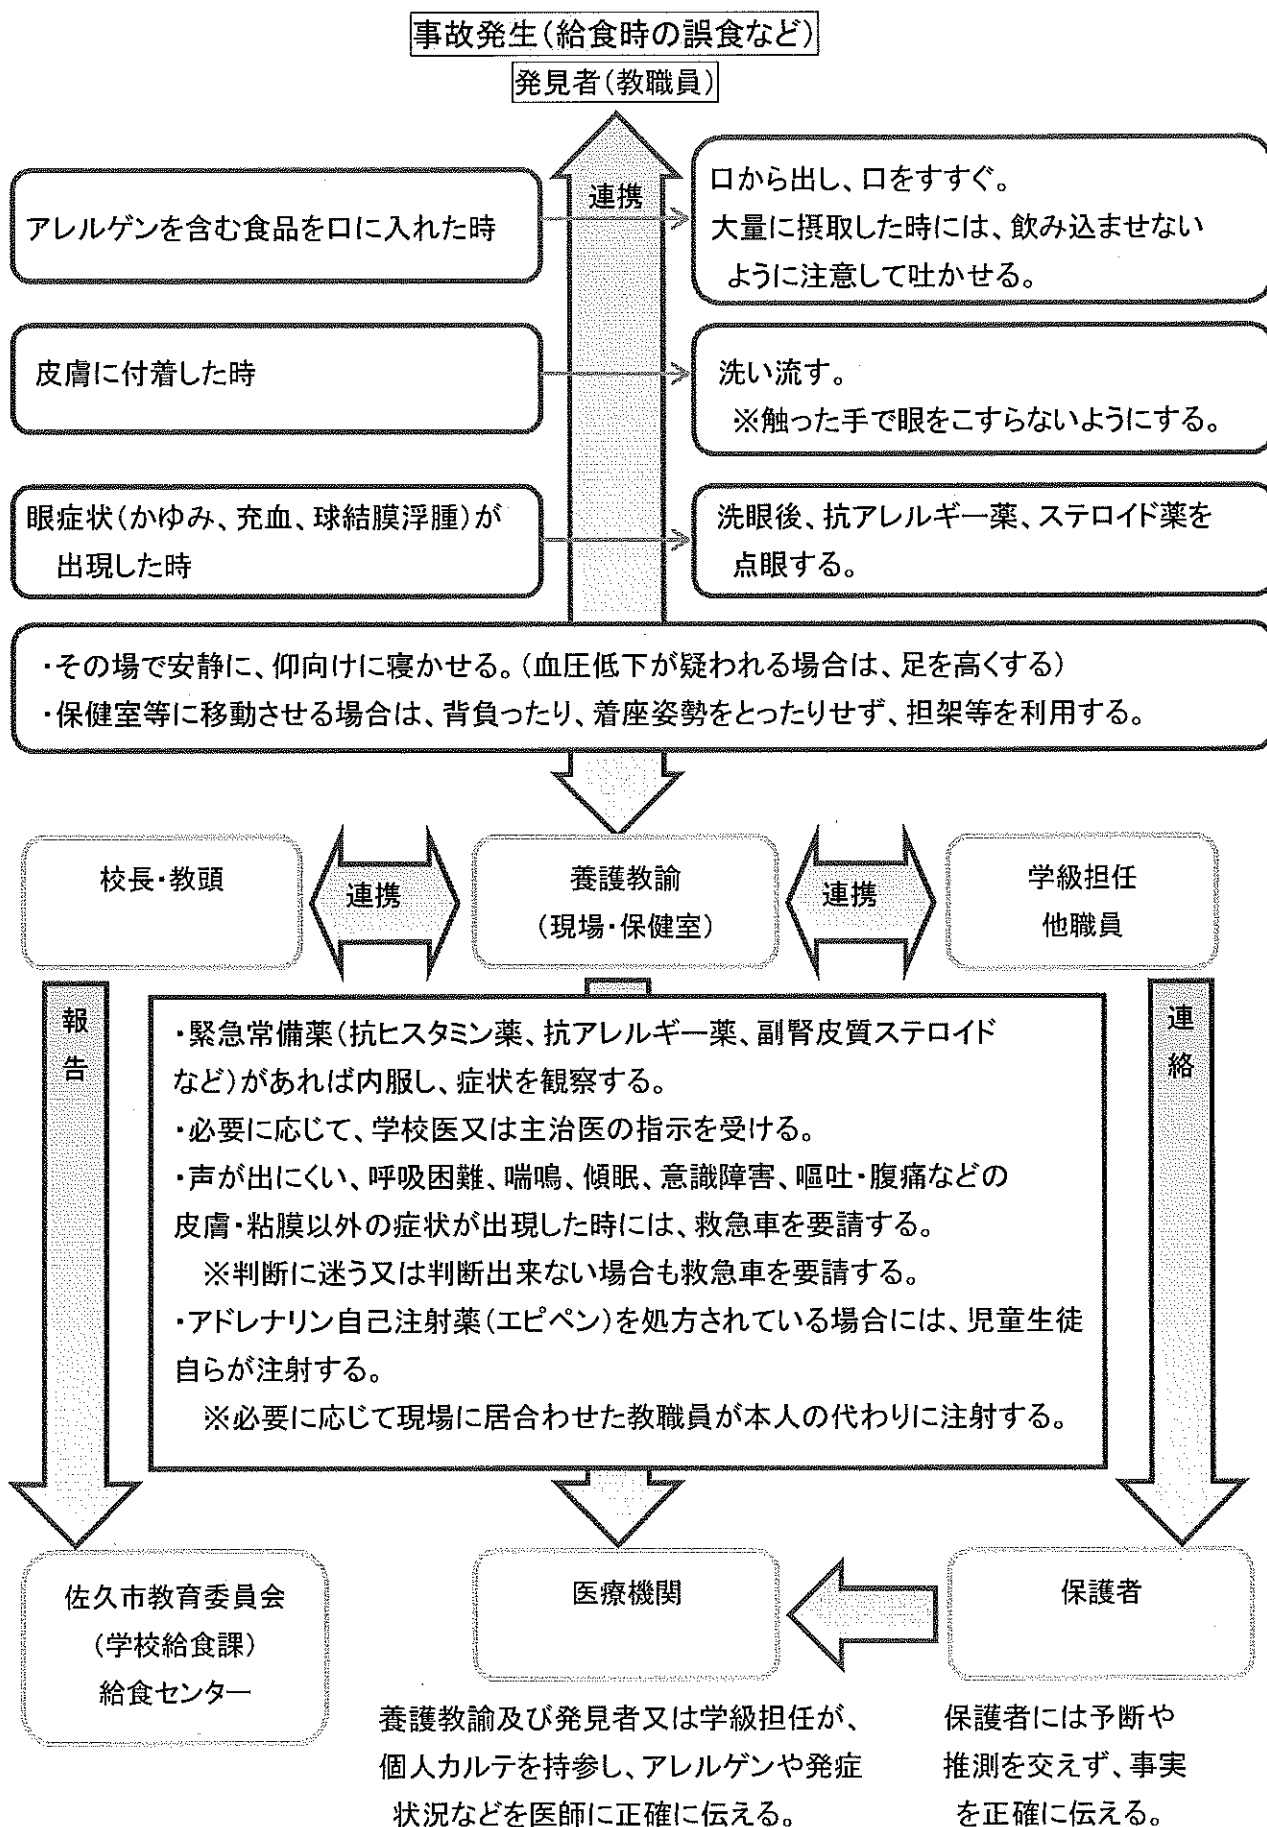 事故発生(給食時の誤食など)
発見者(教職員)
連携
アレルゲンを含む食品を口に入れた時
口から出し、口をすすぐ。
大量に摂取した時には、飲み込ませない
ように注意して吐かせる。
皮膚に付着した時
洗い流す。
※触った手で眼をこすらないようにする。
眼症状(かゆみ、充血、球結膜浮腫)が
出現した時
洗眼後、抗アレルギー薬、ステロイド薬を
点眼する。
・その場で安静に、仰向けに寝かせる。(血圧低下が疑われる場合は、足を高くする)
・保健室等に移動させる場合は、背負ったり、着座姿勢をとったりせず、担架等を利用する。
校長・教頭
連携
養護教諭
(現場・保健室)
連携
学級担任
他職員
報告
・緊急常備薬(抗ヒスタミン薬、抗アレルギー薬、副腎皮質ステロイド
など)があれば内服し、症状を観察する。
・必要に応じて、学校医又は主治医の指示を受ける。
・声が出にくい、呼吸困難、喘鳴、傾眠、意識障害、嘔吐・腹痛などの
皮膚・粘膜以外の症状が出現した時には、救急車を要請する。
※判断に迷う又は判断出来ない場合も救急車を要請する。
・アドレナリン自己注射薬(エピペン)を処方されている場合には、児童生徒
自らが注射する。
※必要に応じて現場に居合わせた教職員が本人の代わりに注射する。
連絡
佐久市教育委員会
(学校給食課)
給食センター
医療機関
保護者
養護教諭及び発見者又は学級担任が、
個人カルテを持参し、アレルゲンや発症
状況などを医師に正確に伝える。
保護者には予断や
推測を交えず、事実
を正確に伝える。